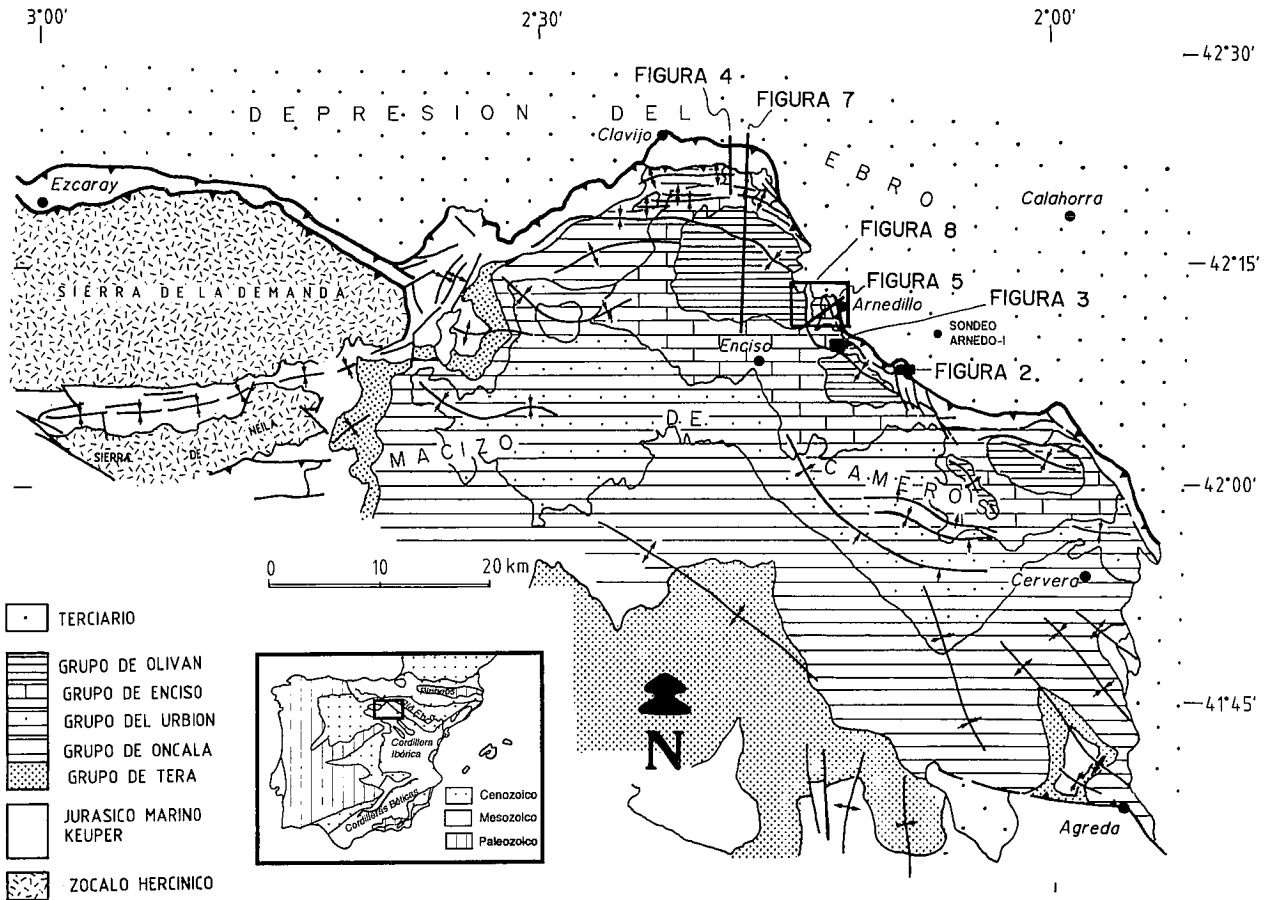 3°00'
2°30'
2°00'
42°30'
FIGURA 4
FIGURA 7
DEPRESION DEL
EBRO
Clavijo
Ezcaray
Calahorra
FIGURA 8
42°15'
SIERRA DE LA DEMANDA
FIGURA 5
Arnedillo
FIGURA 3
SONDEO
ARNEDO-I
Enciso
FIGURA 2
SIERRA DE NEILA
MACIZO DE CAMEROS
42°00'
0 10 20 km
Cervera
N
41°45'
Agreda
TERCIARIO
GRUPO DE OLIVAN
GRUPO DE ENCISO
GRUPO DEL URBION
GRUPO DE ONCALA
GRUPO DE TERA
JURASICO MARINO
KEUPER
ZOCALO HERCINICO
Pirineos
Cordillera
Ibérica
Cordilleras Béticas
Cenozoico
Mesozoico
Paleozoico